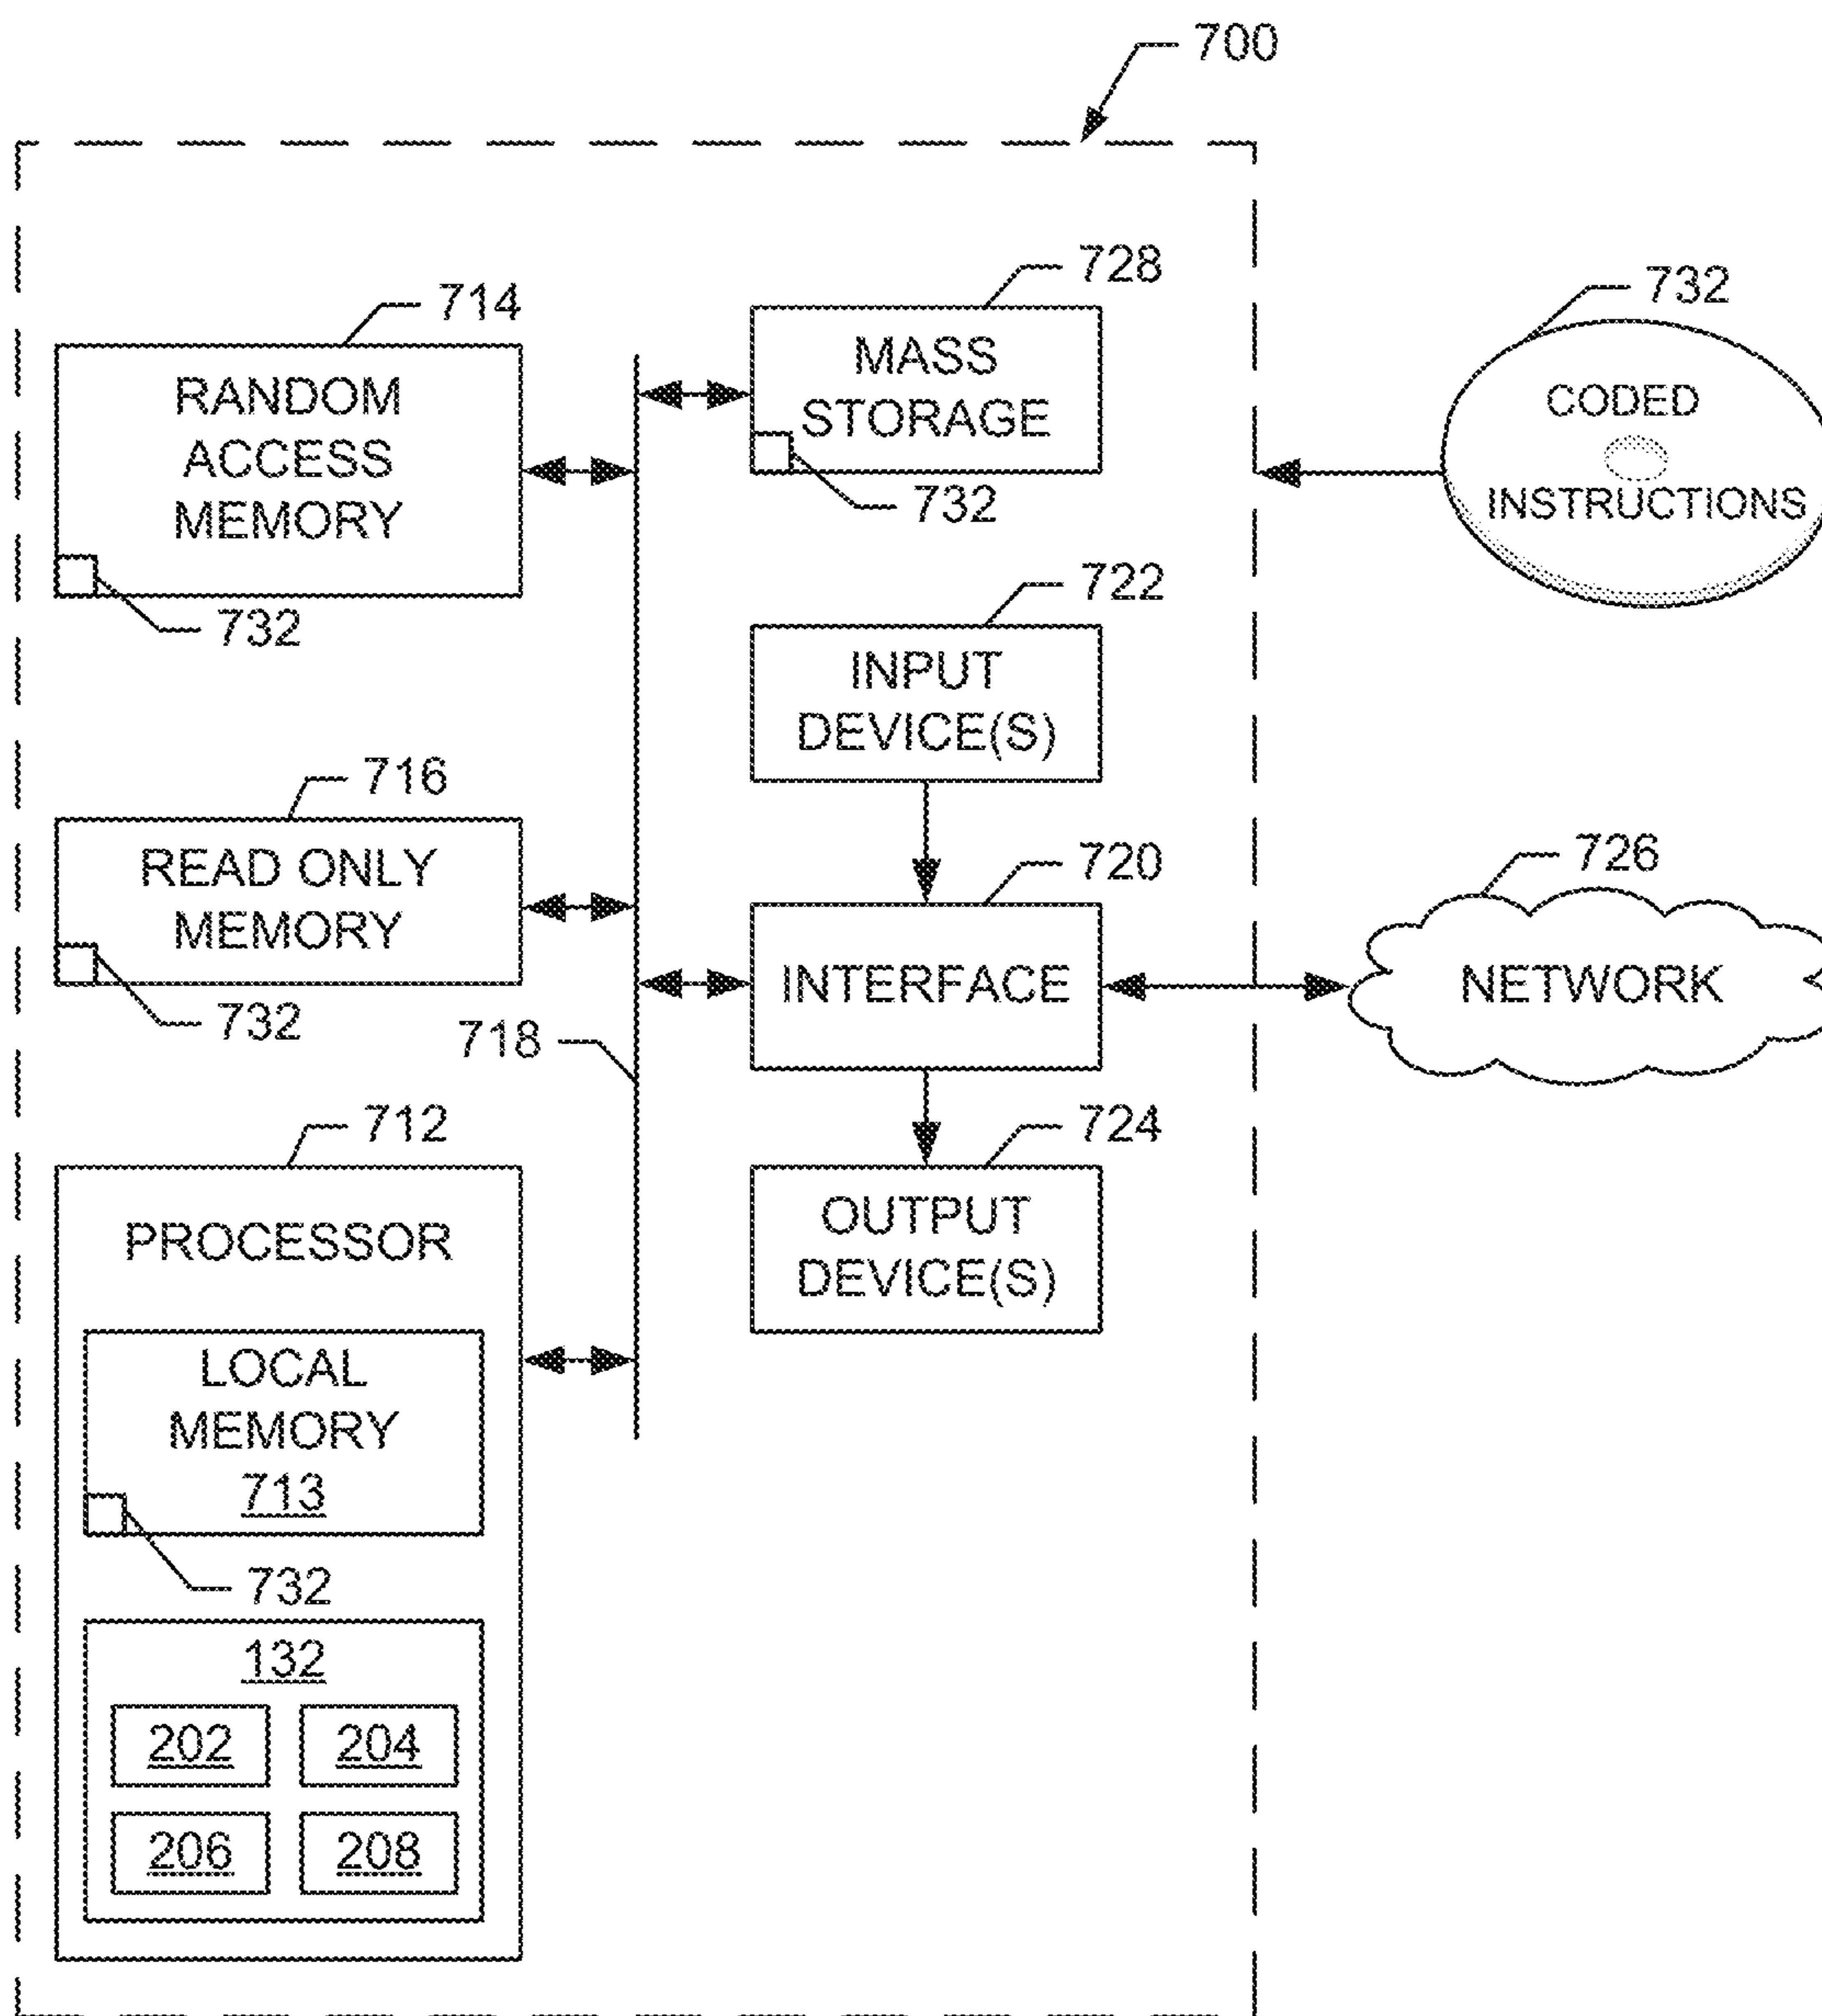 700
728
714
732
MASS
STORAGE
RANDOM
ACCESS
MEMORY
CODED
INSTRUCTIONS
732
732
722
INPUT
DEVICE(S)
716
READ ONLY
MEMORY
720
726
INTERFACE
NETWORK
732
718
712
724
PROCESSOR
OUTPUT
DEVICE(S)
LOCAL
MEMORY
713
732
132
202 204
206 208